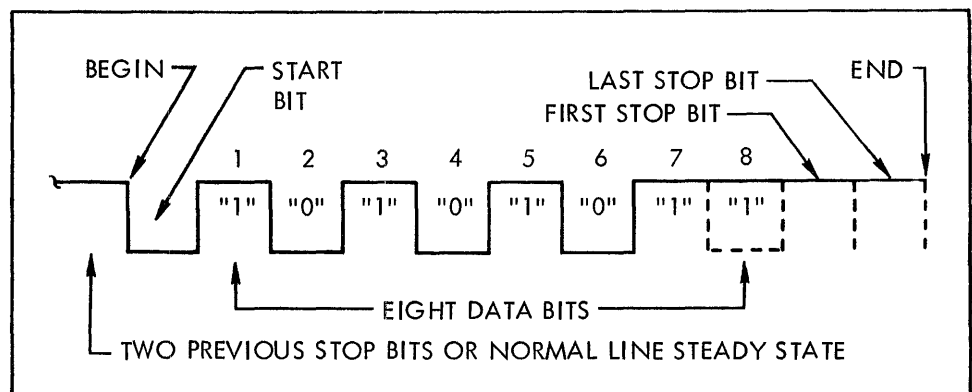 BEGIN
START
BIT
LAST STOP BIT
END
FIRST STOP BIT
1 2 3 4 5 6 7 8
"1" "0" "1" "0" "1" "0" "1" "1"
EIGHT DATA BITS
TWO PREVIOUS STOP BITS OR NORMAL LINE STEADY STATE